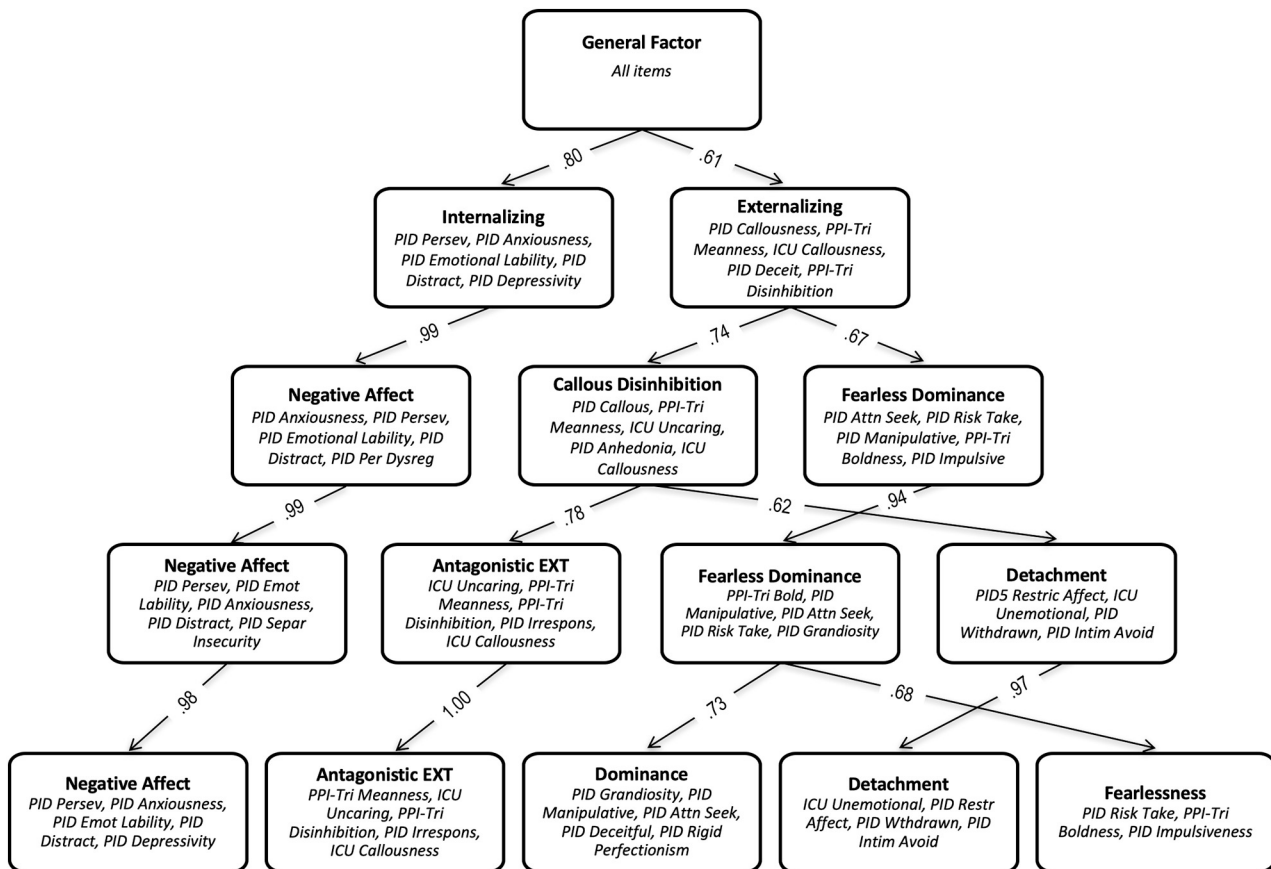 General Factor
All items
.80
.61
Internalizing
PID Persev, PID Anxiousness,
PID Emotional Lability, PID
Distract, PID Depressivity
Externalizing
PID Callousness, PPI-Tri
Meanness, ICU Callousness,
PID Deceit, PPI-Tri
Disinhibition
.99
.74
.67
Negative Affect
PID Anxiousness, PID Persev,
PID Emotional Lability, PID
Distract, PID Per Dysreg
Callous Disinhibition
PID Callous, PPI-Tri
Meanness, ICU Uncaring,
PID Anhedonia, ICU
Callousness
Fearless Dominance
PID Attn Seek, PID Risk Take,
PID Manipulative, PPI-Tri
Boldness, PID Impulsive
.99
.78
.94
.62
Negative Affect
PID Persev, PID Emot
Lability, PID Anxiousness,
PID Distract, PID Separ
Insecurity
Antagonistic EXT
ICU Uncaring, PPI-Tri
Meanness, PPI-Tri
Disinhibition, PID Irrespons,
ICU Callousness
Fearless Dominance
PPI-Tri Bold, PID
Manipulative, PID Attn Seek,
PID Risk Take, PID Grandiosity
Detachment
PID5 Restric Affect, ICU
Unemotional, PID
Withdrawn, PID Intim Avoid
.98
1.00
.73
.68
.97
Negative Affect
PID Persev, PID Anxiousness,
PID Emot Lability, PID
Distract, PID Depressivity
Antagonistic EXT
PPI-Tri Meanness, ICU
Uncaring, PPI-Tri
Disinhibition, PID Irrespons,
ICU Callousness
Dominance
PID Grandiosity, PID
Manipulative, PID Attn Seek,
PID Deceitful, PID Rigid
Perfectionism
Detachment
ICU Unemotional, PID Restr
Affect, PID Wthdrawn, PID
Intim Avoid
Fearlessness
PID Risk Take, PPI-Tri
Boldness, PID Impulsiveness